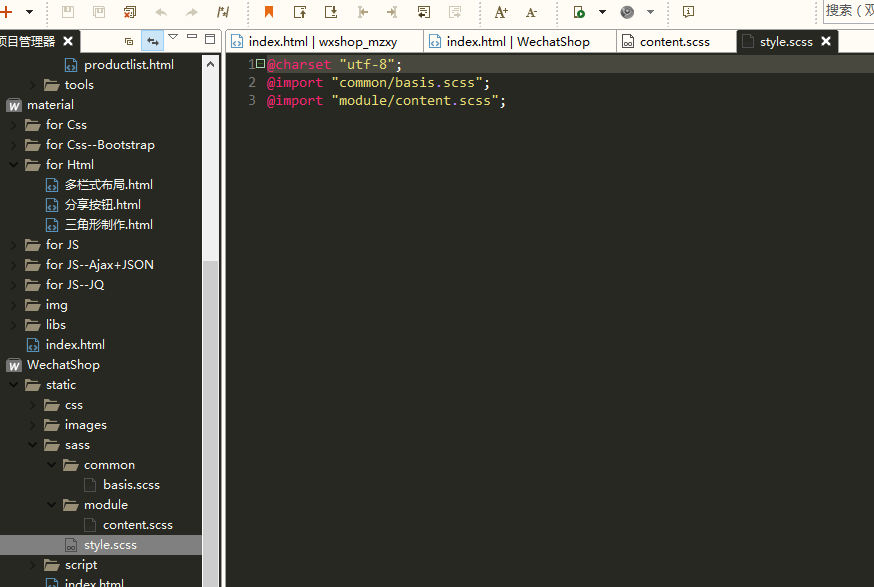 搜索（双
项目管理器
index.html | wxshop_mzxy
index.html | WechatShop
content.scss
style.scss
productlist.html
tools
material
for Css
for Css--Bootstrap
for Html
多栏式布局.html
分享按钮.html
三角形制作.html
for JS
for JS--Ajax+JSON
for JS--JQ
img
libs
index.html
WechatShop
static
css
images
sass
common
basis.scss
module
content.scss
style.scss
script
index.html
1 @charset "utf-8";
2 @import "common/basis.scss";
3 @import "module/content.scss";